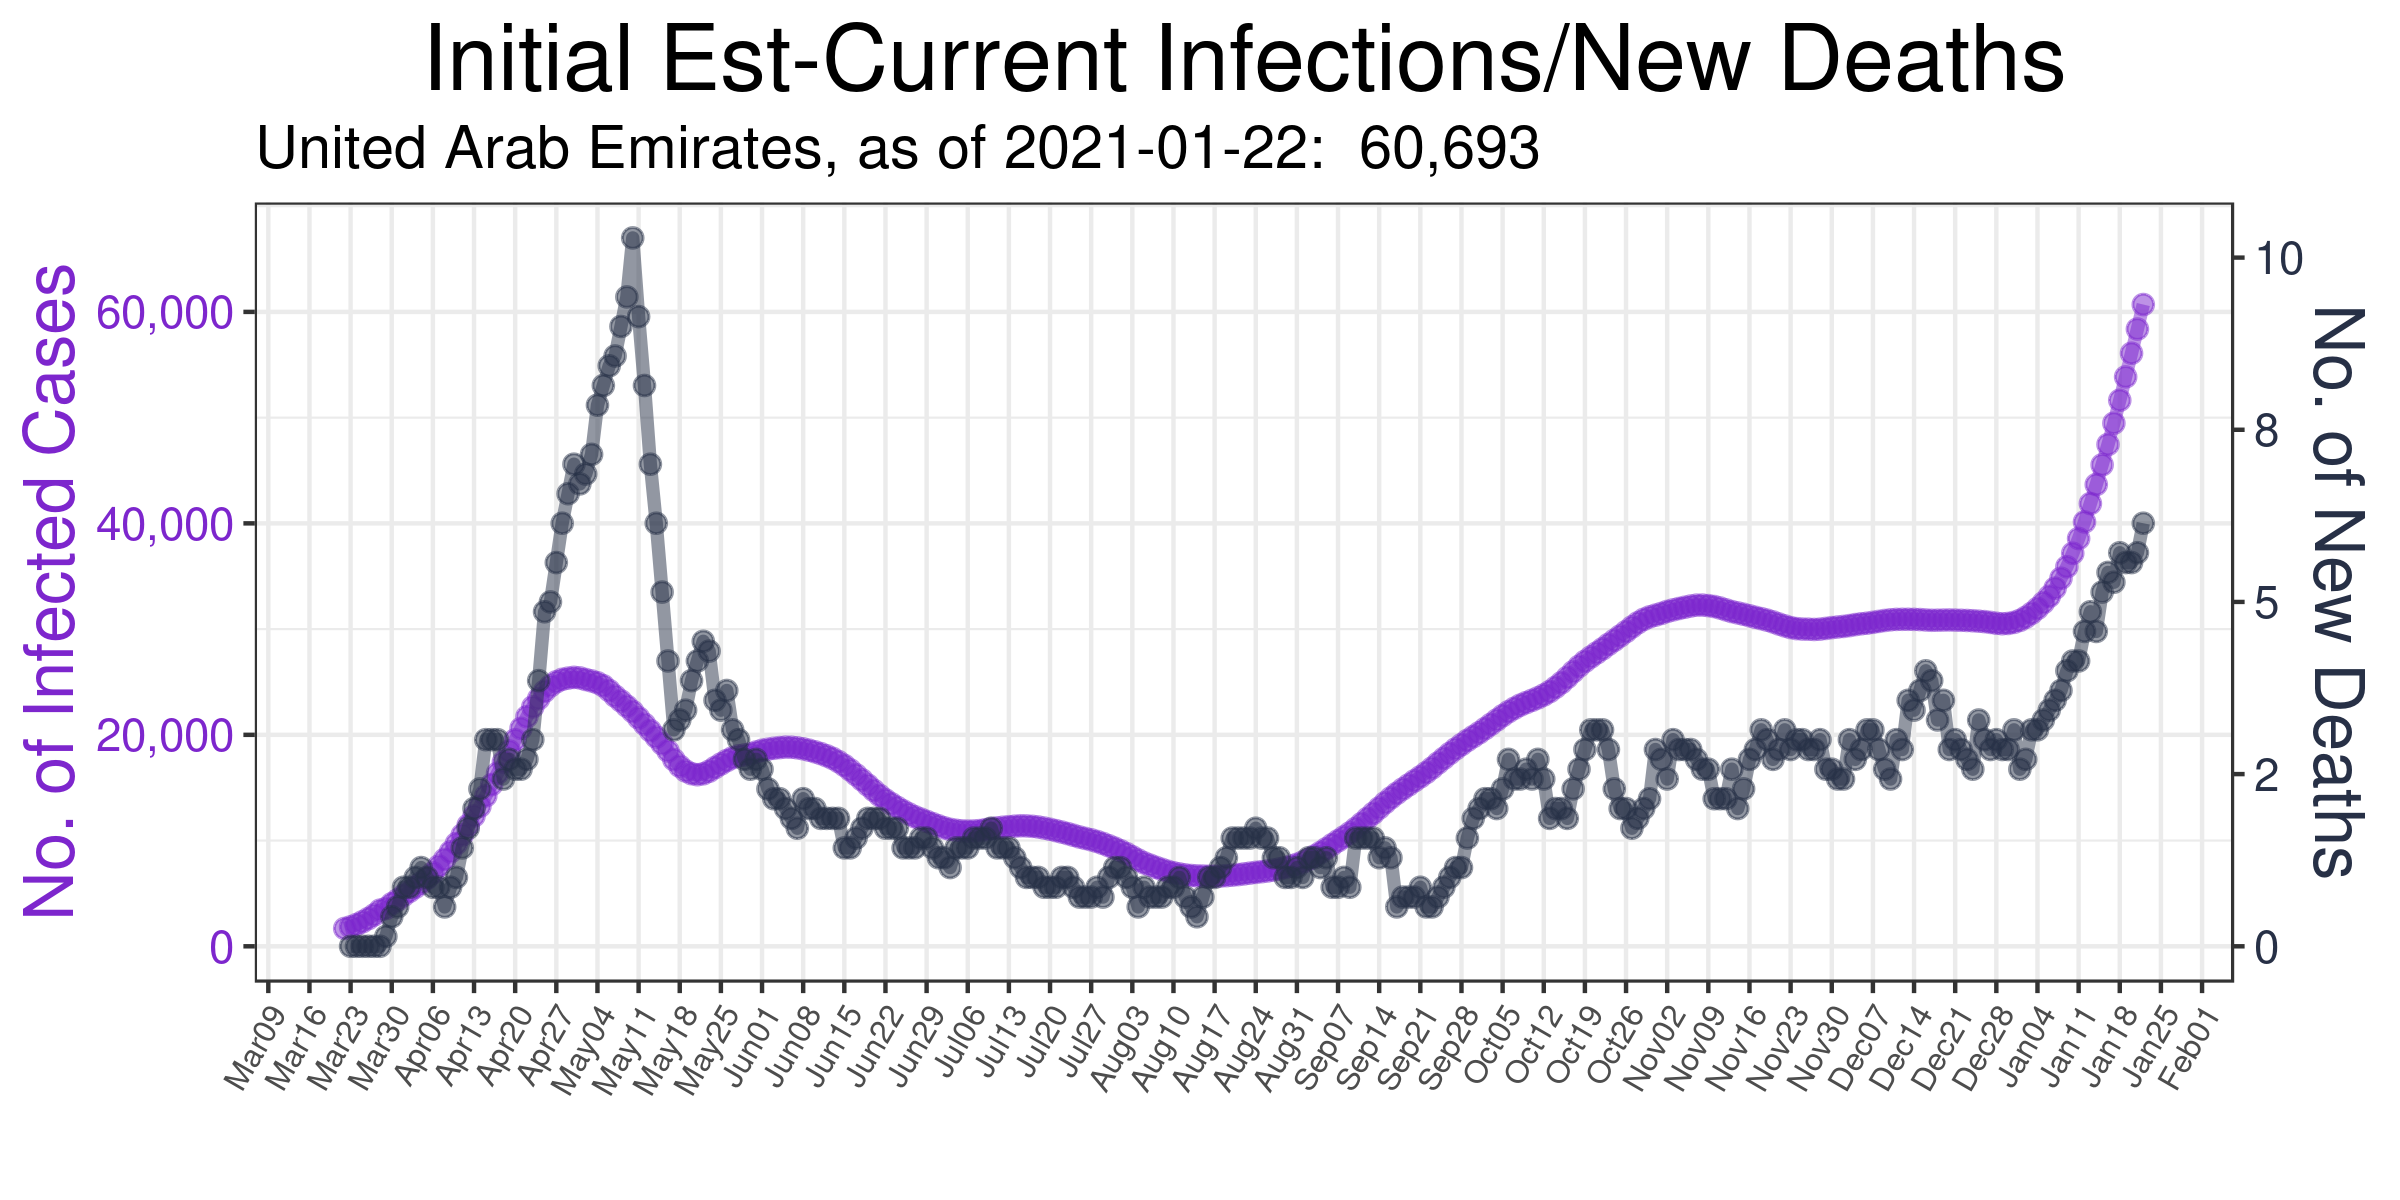 Initial Est-Current Infections/New Deaths
United Arab Emirates, as of 2021-01-22:  60,693
No. of Infected Cases
60,000
40,000
20,000
0
10
8
5
2
0
No. of New Deaths
Mar09
Mar16
Mar23
Mar30
Apr06
Apr13
Apr20
Apr27
May04
May11
May18
May25
Jun01
Jun08
Jun15
Jun22
Jun29
Jul06
Jul13
Jul20
Jul27
Aug03
Aug10
Aug17
Aug24
Aug31
Sep07
Sep14
Sep21
Sep28
Oct05
Oct12
Oct19
Oct26
Nov02
Nov09
Nov16
Nov23
Nov30
Dec07
Dec14
Dec21
Dec28
Jan04
Jan11
Jan18
Jan25
Feb01